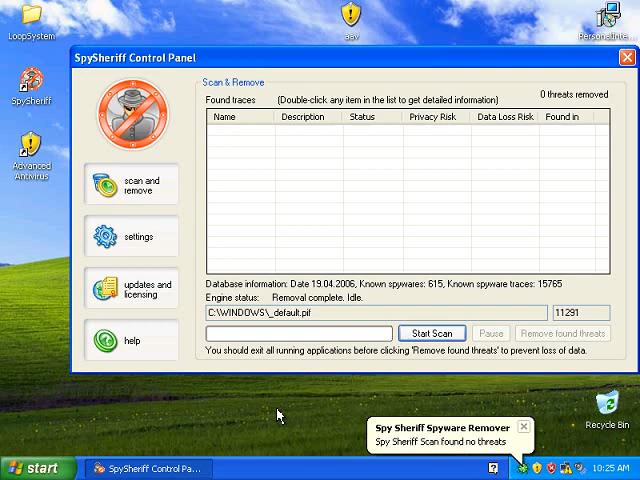 LoopSystem
aav
PersonalInte...
SpySheriff Control Panel
SpySheriff
Advanced
Antivirus
Scan & Remove
Found traces (Double-click any item in the list to get detailed information) 0 threats removed
Name Description Status Privacy Risk Data Loss Risk Found in
scan and
remove
settings
updates and
licensing
help
Database information: Date 19.04.2006, Known spywares: 615, Known spyware traces: 15765
Engine status: Removal complete. Idle.
C:\WINDOWS\_default.pif 11291
Start Scan Pause Remove found threats
You should exit all running applications before clicking 'Remove found threats' to prevent loss of data.
Recycle Bin
Spy Sheriff Spyware Remover
Spy Sheriff Scan found no threats
start SpySheriff Control Pa... 10:25 AM